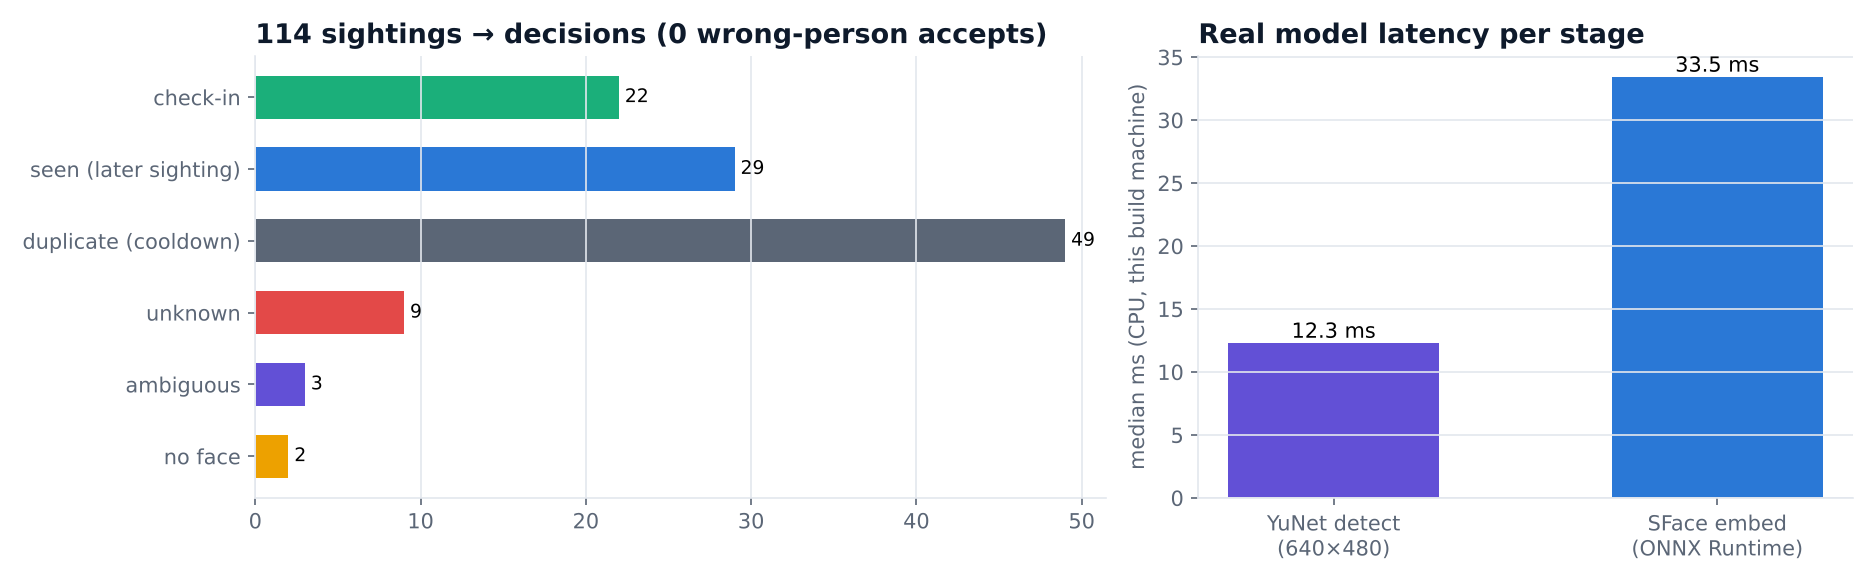 114 sightings → decisions (0 wrong-person accepts)
check-in
22
seen (later sighting)
29
duplicate (cooldown)
49
unknown
9
ambiguous
3
no face
2
0
10
20
30
40
50
Real model latency per stage
median ms (CPU, this build machine)
35
30
25
20
15
10
5
0
12.3 ms
33.5 ms
YuNet detect
(640×480)
SFace embed
(ONNX Runtime)